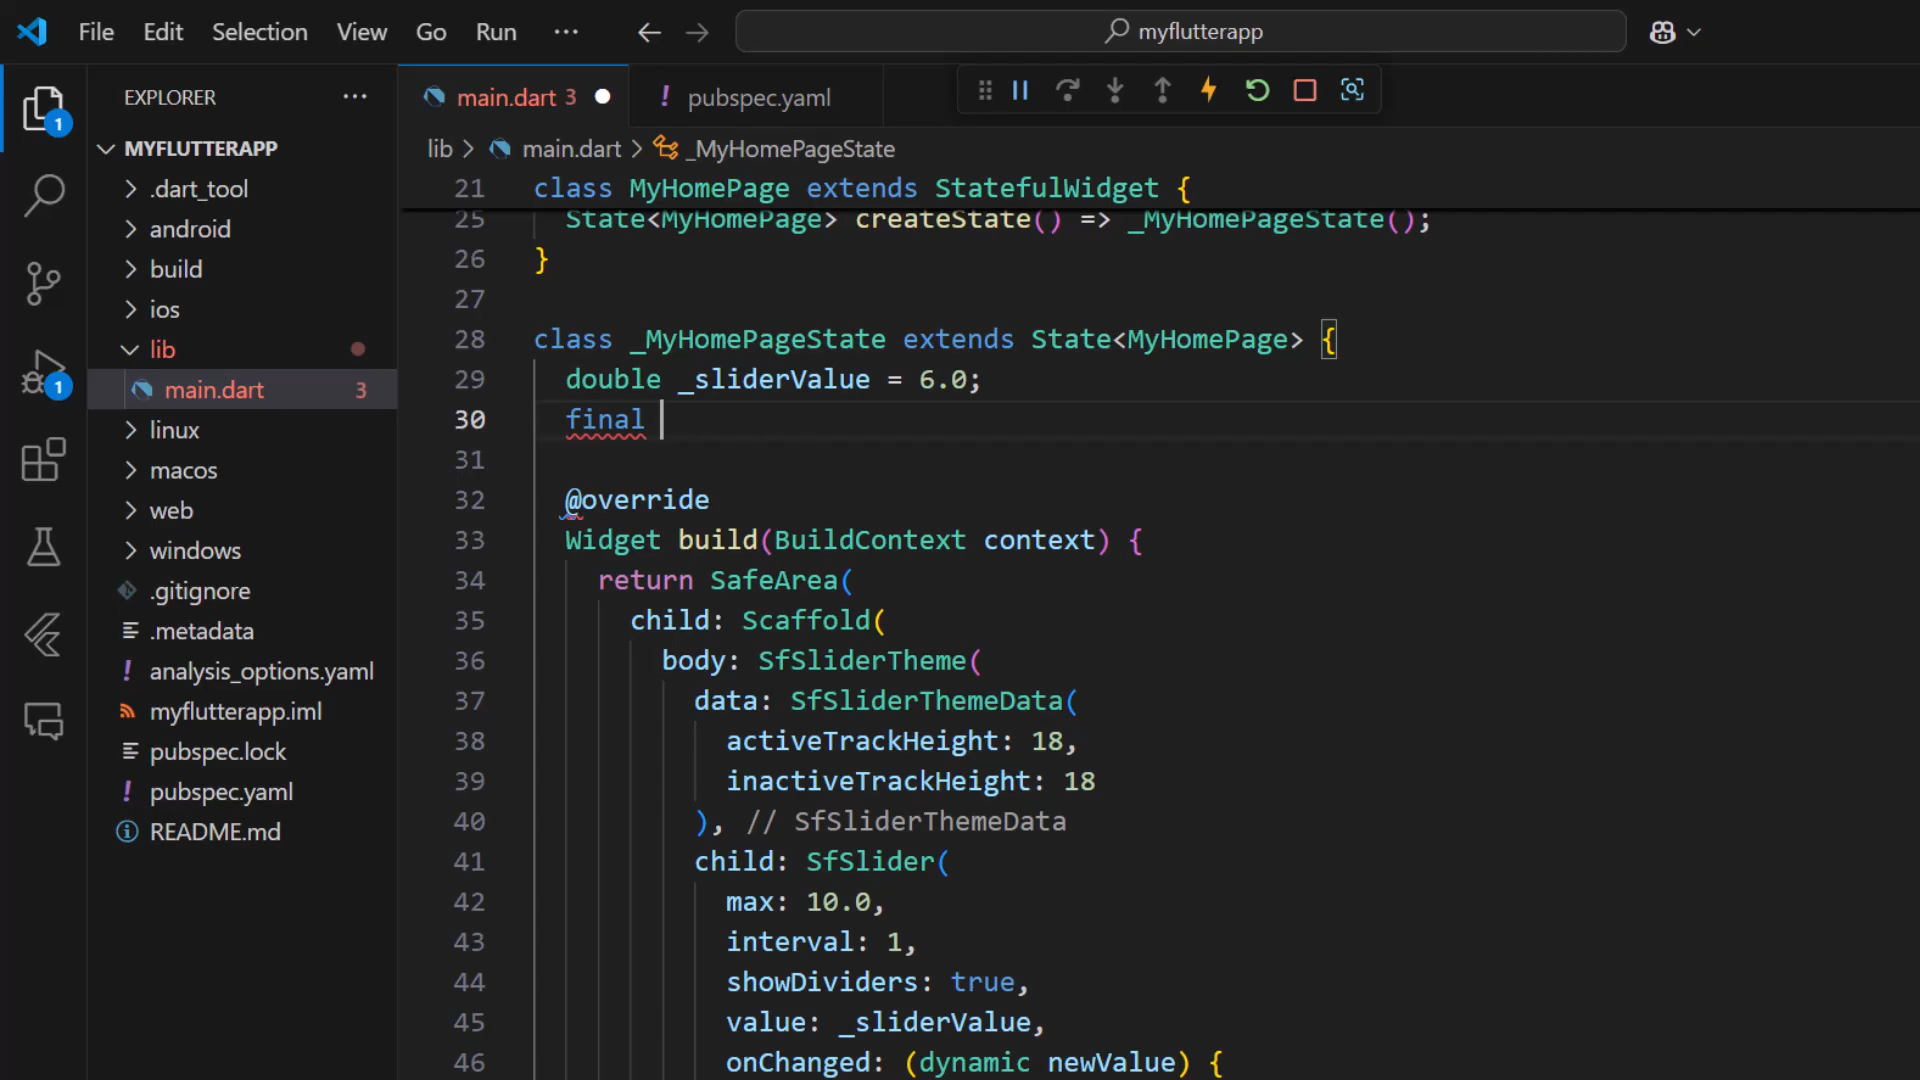 File Edit Selection View Go Run ··· myflutterapp
EXPLORER ···
1
MYFLUTTERAPP
.dart_tool
android
build
ios
lib
1
main.dart 3
linux
macos
web
windows
.gitignore
.metadata
! analysis_options.yaml
myflutterapp.iml
pubspec.lock
! pubspec.yaml
README.md
main.dart 3 ! pubspec.yaml
lib > main.dart > _MyHomePageState
21 class MyHomePage extends StatefulWidget {
25 State<MyHomePage> createState() => _MyHomePageState();
26 }
27
28 class _MyHomePageState extends State<MyHomePage> {
29 double _sliderValue = 6.0;
30 final
31
32 @override
33 Widget build(BuildContext context) {
34 return SafeArea(
35 child: Scaffold(
36 body: SfSliderTheme(
37 data: SfSliderThemeData(
38 activeTrackHeight: 18,
39 inactiveTrackHeight: 18
40 ), // SfSliderThemeData
41 child: SfSlider(
42 max: 10.0,
43 interval: 1,
44 showDividers: true,
45 value: _sliderValue,
46 onChanged: (dynamic newValue) {